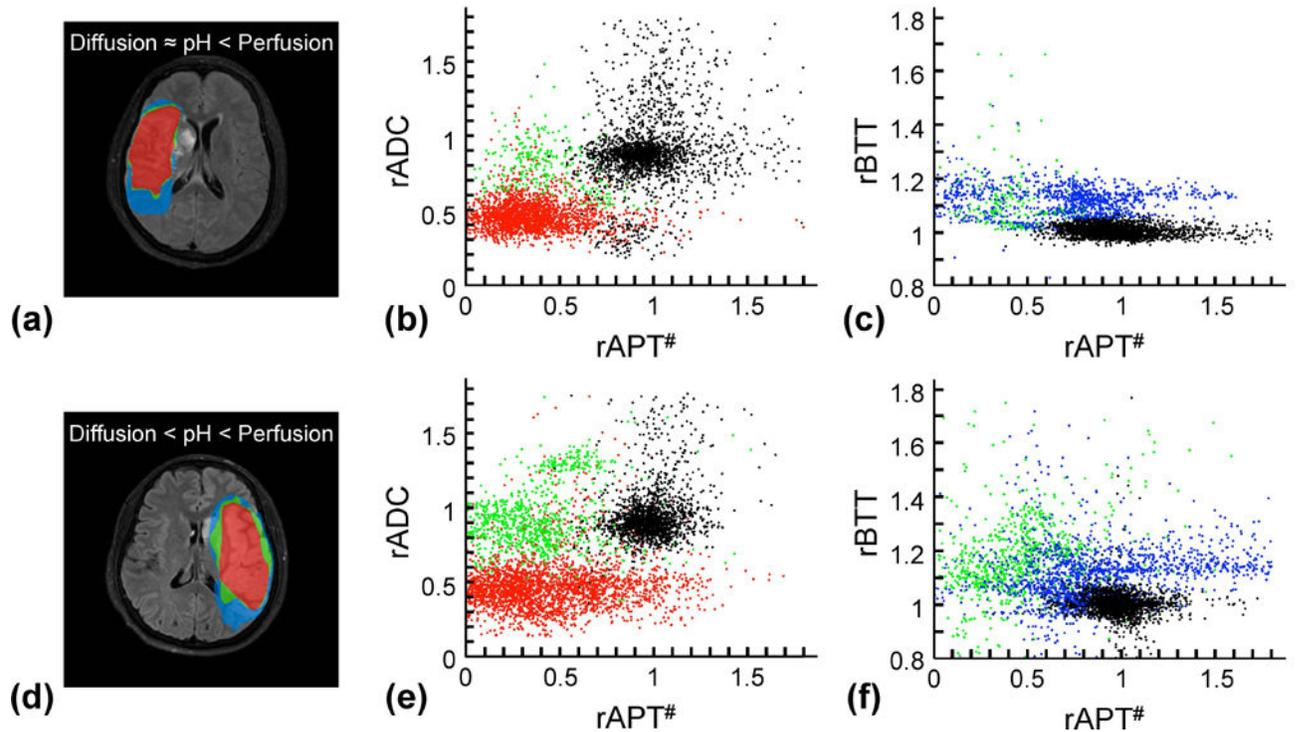 Diffusion ≈ pH < Perfusion
(a)
rADC
1.5
1
0.5
0
0
0.5
1
1.5
rAPT#
(b)
rBTT
1.8
1.6
1.4
1.2
1
0.8
0
0.5
1
1.5
rAPT#
(c)
Diffusion < pH < Perfusion
(d)
rADC
1.5
1
0.5
0
0
0.5
1
1.5
rAPT#
(e)
rBTT
1.8
1.6
1.4
1.2
1
0.8
0
0.5
1
1.5
rAPT#
(f)